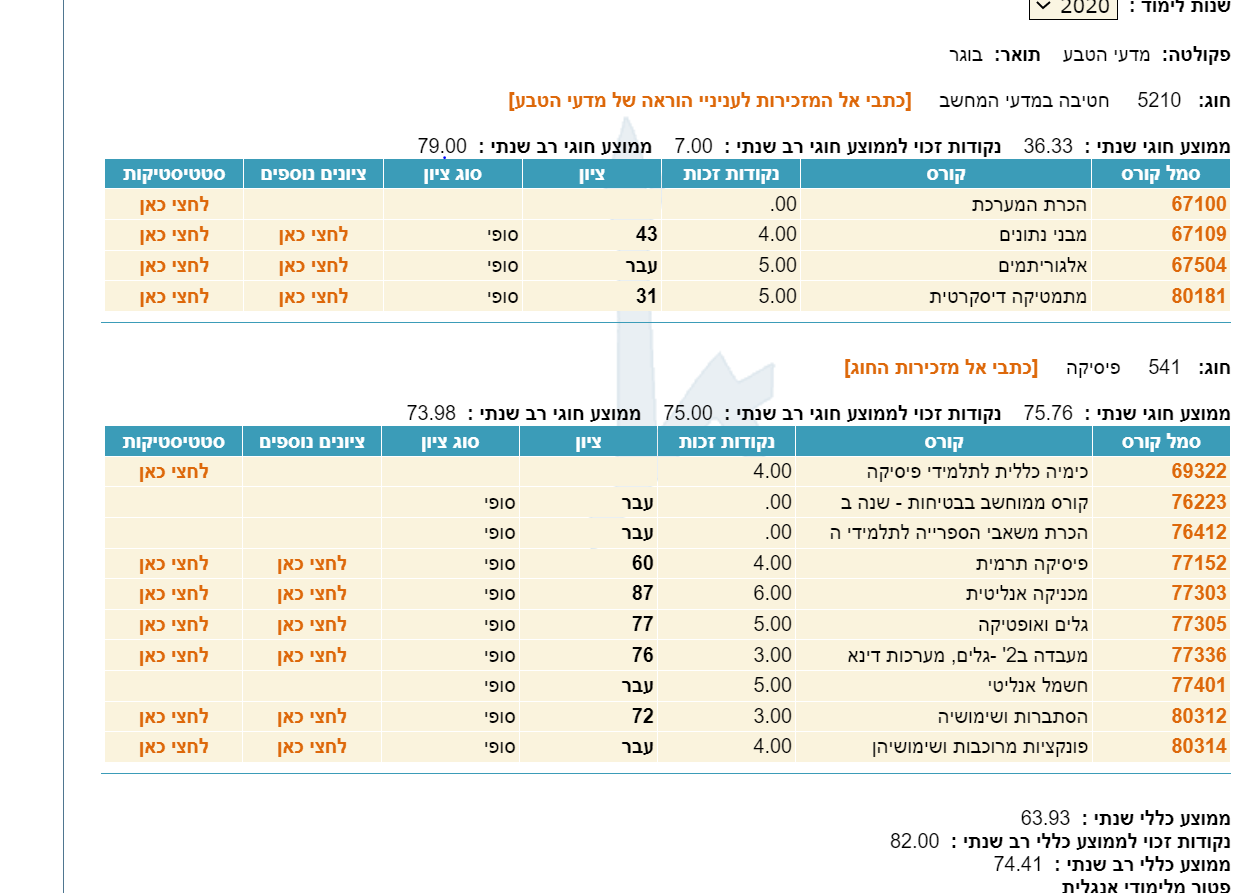 שנות לימוד : 2020
פקולטה: מדעי הטבע תואר: בוגר
חוג: 5210 חטיבה במדעי המחשב [כתבי אל המזכירות לענייני הוראה של מדעי הטבע]
ממוצע חוגי שנתי : 36.33 נקודות זכוי לממוצע חוגי רב שנתי : 7.00 ממוצע חוגי רב שנתי : 79.00
סמל קורס קורס נקודות זכות ציון סוג ציון ציונים נוספים סטטיסטיקות
67100 הכרת המערכת .00 לחצי כאן
67109 מבני נתונים 4.00 43 סופי לחצי כאן לחצי כאן
67504 אלגוריתמים 5.00 עבר סופי לחצי כאן לחצי כאן
80181 מתמטיקה דיסקרטית 5.00 31 סופי לחצי כאן לחצי כאן
חוג: 541 פיסיקה [כתבי אל מזכירות החוג]
ממוצע חוגי שנתי : 75.76 נקודות זכוי לממוצע חוגי רב שנתי : 75.00 ממוצע חוגי רב שנתי : 73.98
סמל קורס קורס נקודות זכות ציון סוג ציון ציונים נוספים סטטיסטיקות
69322 כימיה כללית לתלמידי פיסיקה 4.00 לחצי כאן
76223 קורס ממוחשב בבטיחות - שנה ב .00 עבר סופי
76412 הכרת משאבי הספרייה לתלמידי ה .00 עבר סופי
77152 פיסיקה תרמית 4.00 60 סופי לחצי כאן לחצי כאן
77303 מכניקה אנליטית 6.00 87 סופי לחצי כאן לחצי כאן
77305 גלים ואופטיקה 5.00 77 סופי לחצי כאן לחצי כאן
77336 מעבדה ב2' -גלים, מערכות דינא 3.00 76 סופי לחצי כאן לחצי כאן
77401 חשמל אנליטי 5.00 עבר סופי
80312 הסתברות ושימושיה 3.00 72 סופי לחצי כאן לחצי כאן
80314 פונקציות מרוכבות ושימושיהן 4.00 עבר סופי לחצי כאן לחצי כאן
ממוצע כללי שנתי : 63.93
נקודות זכוי לממוצע כללי רב שנתי : 82.00
ממוצע כללי רב שנתי : 74.41
פטור מלימודי אנגלית